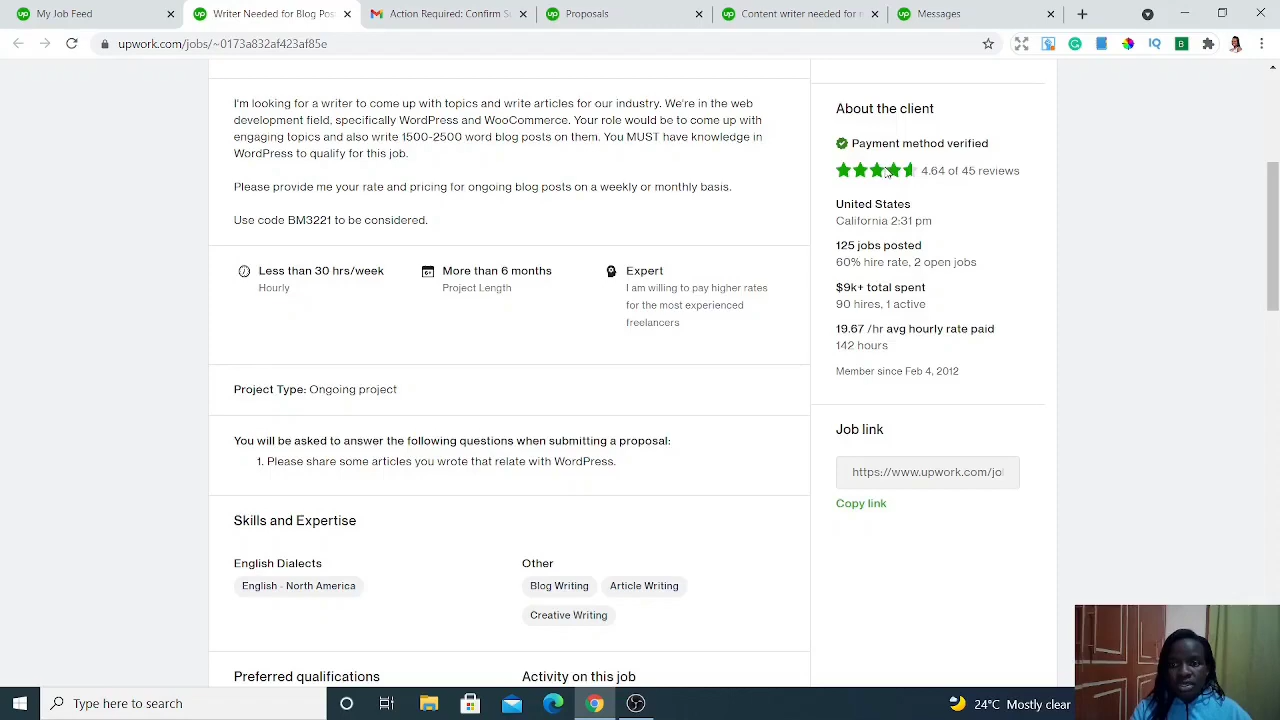 My Job Feed
Writer Needed for Blog Pos
Action Required: Confirm S
Proposals
Content writer needed for n
Messages
upwork.com/jobs/~0173a832af423af85c
I'm looking for a writer to come up with topics and write articles for our industry. We're in the web
development field, specifically WordPress and WooCommerce. Your role would be to come up with
engaging topics and also write 1500-2500 word blog posts on them. You MUST have knowledge in
WordPress to qualify for this job.
Please provide me your rate and pricing for ongoing blog posts on a weekly or monthly basis.
Use code BM3221 to be considered.
Less than 30 hrs/week
Hourly
More than 6 months
Project Length
Expert
I am willing to pay higher rates
for the most experienced
freelancers
Project Type: Ongoing project
You will be asked to answer the following questions when submitting a proposal:
1. Please share some articles you wrote that relate with WordPress.
Skills and Expertise
English Dialects
English - North America
Other
Blog Writing
Article Writing
Creative Writing
Preferred qualifications
Activity on this job
About the client
Payment method verified
4.64 of 45 reviews
United States
California 2:31 pm
125 jobs posted
60% hire rate, 2 open jobs
$9k+ total spent
90 hires, 1 active
19.67 /hr avg hourly rate paid
142 hours
Member since Feb 4, 2012
Job link
https://www.upwork.com/jo
Copy link
Type here to search
24°C Mostly clear